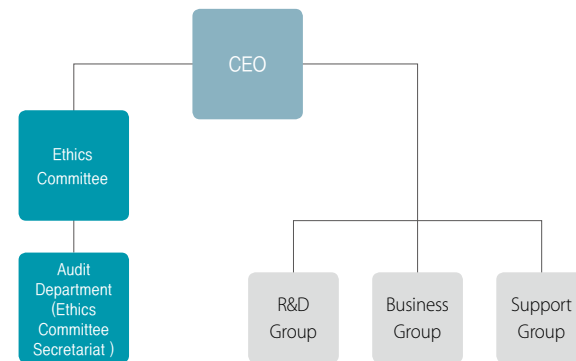 CEO
Ethics
Committee
Audit
Department
(Ethics
Committee
Secretariat )
R&D
Group
Business
Group
Support
Group